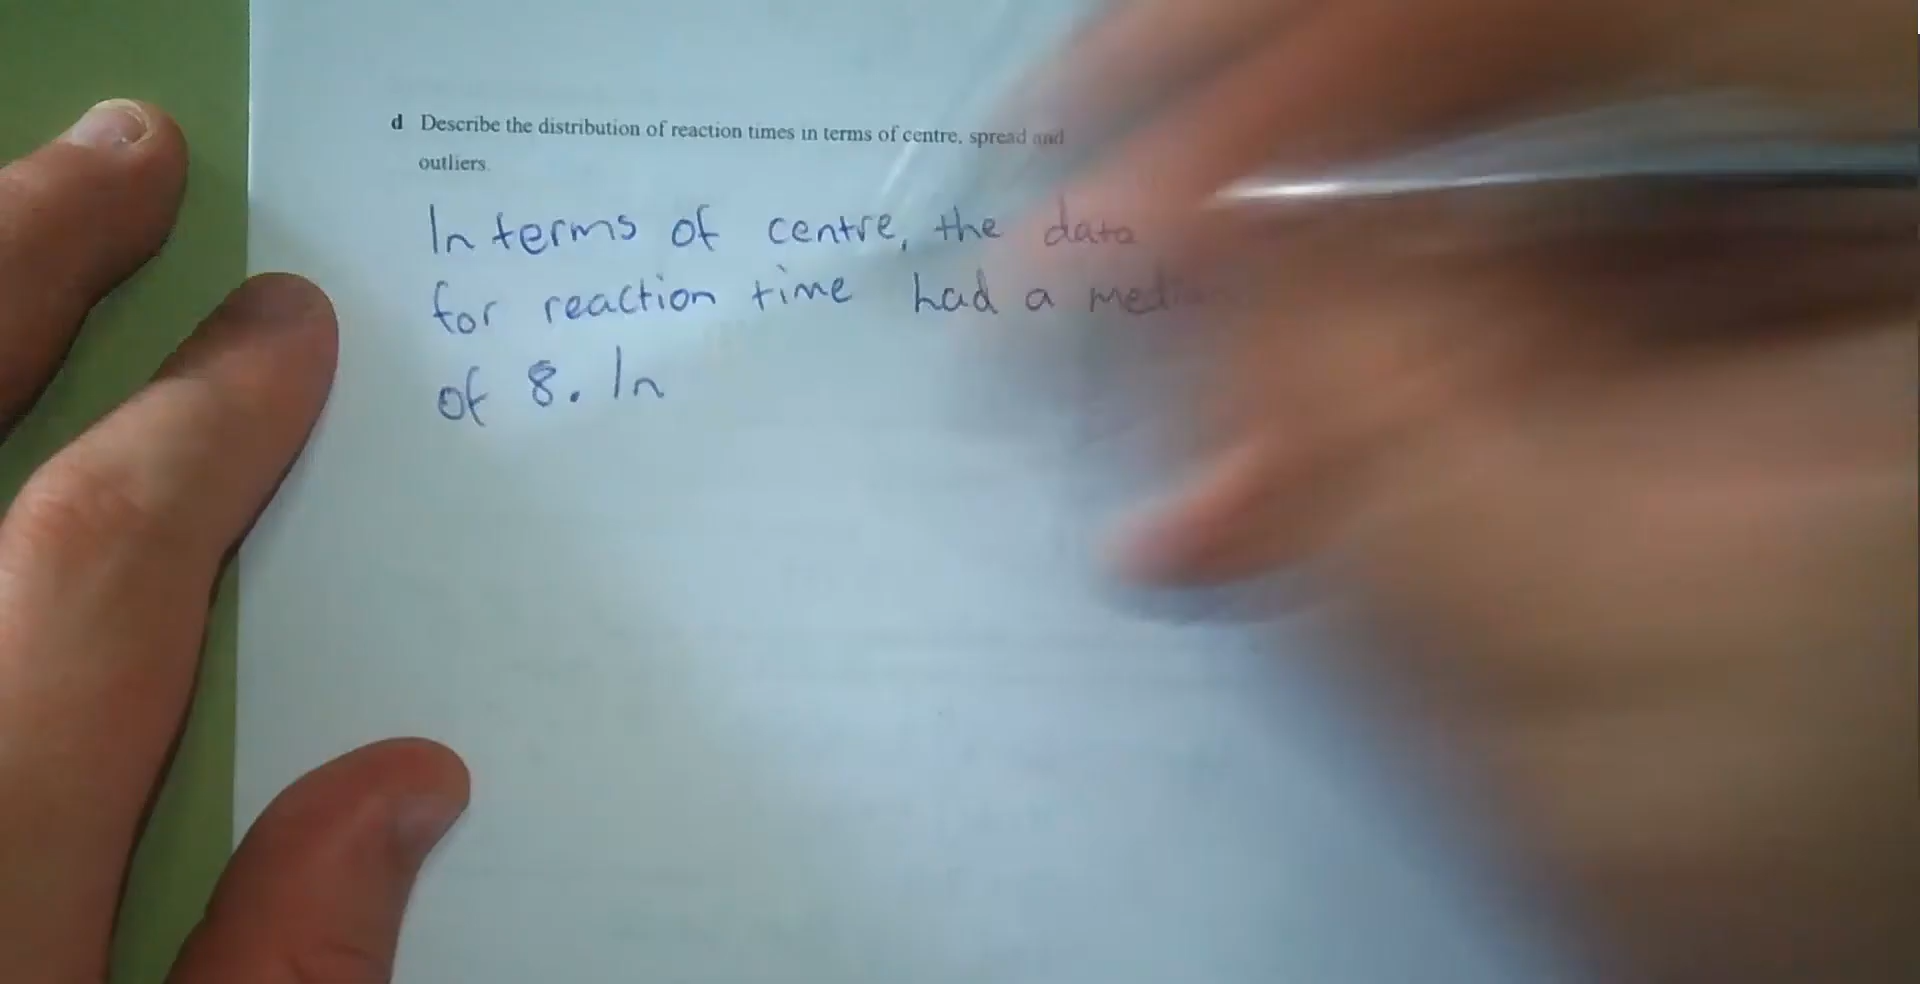 d Describe the distribution of reaction times in terms of centre, spread and
outliers.
In terms of centre, the data
for reaction time had a median
of 8. In